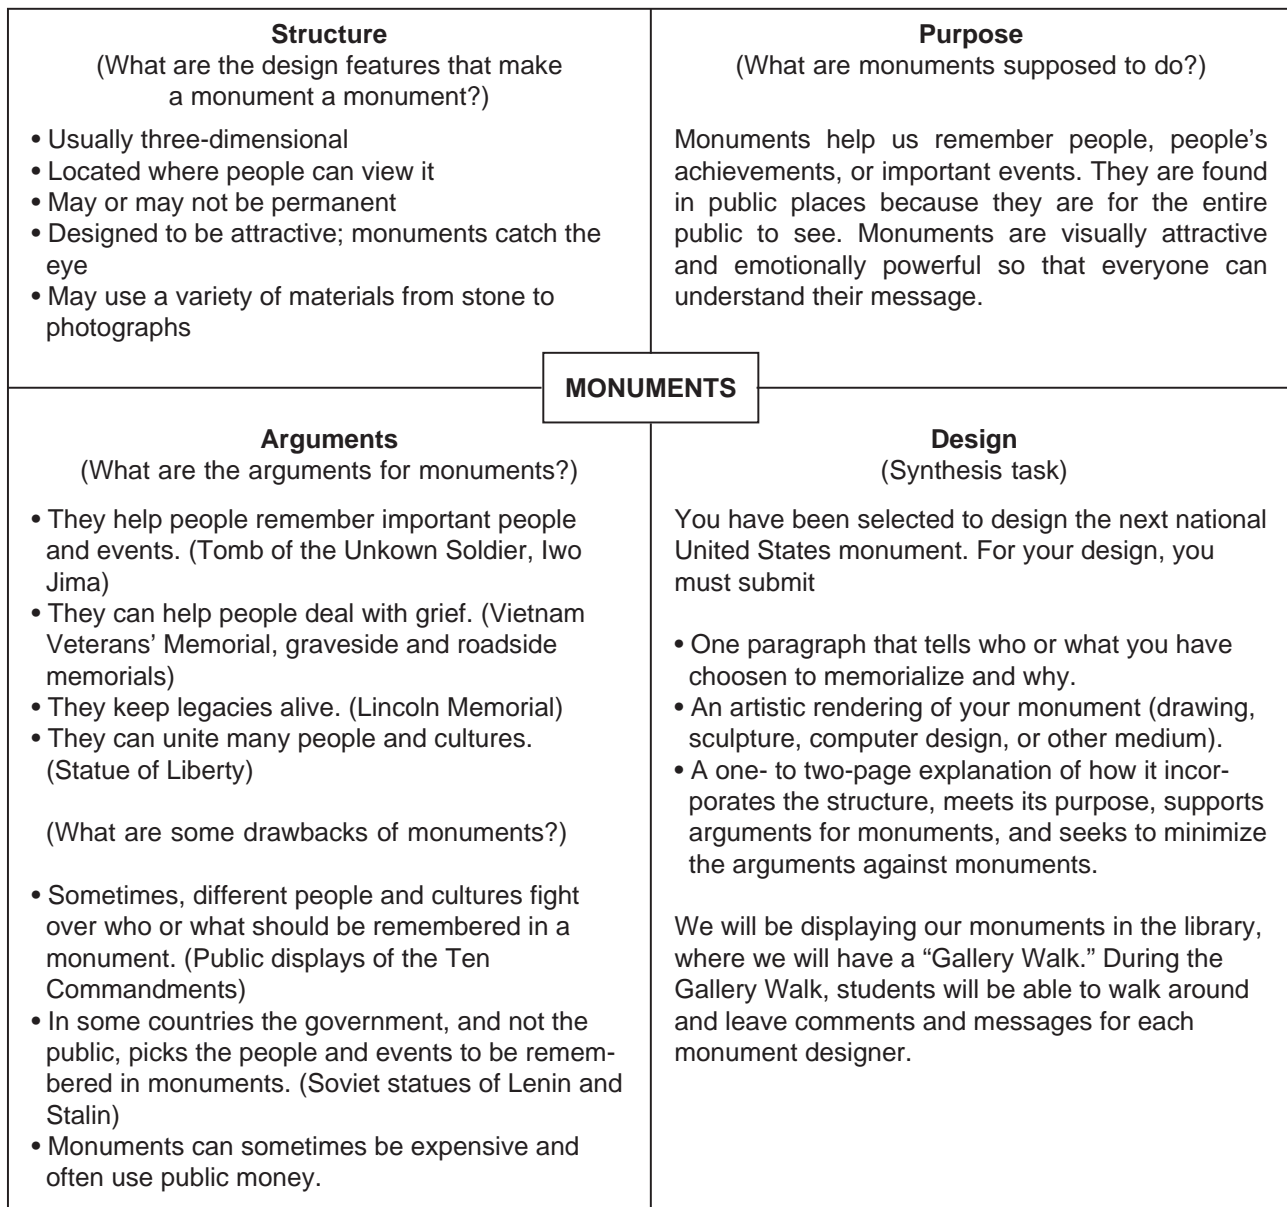 Structure
(What are the design features that make
a monument a monument?)
• Usually three-dimensional
• Located where people can view it
• May or may not be permanent
• Designed to be attractive; monuments catch the
eye
• May use a variety of materials from stone to
photographs
Purpose
(What are monuments supposed to do?)
Monuments help us remember people, people’s
achievements, or important events. They are found
in public places because they are for the entire
public to see. Monuments are visually attractive
and emotionally powerful so that everyone can
understand their message.
MONUMENTS
Arguments
(What are the arguments for monuments?)
• They help people remember important people
and events. (Tomb of the Unkown Soldier, Iwo
Jima)
• They can help people deal with grief. (Vietnam
Veterans’ Memorial, graveside and roadside
memorials)
• They keep legacies alive. (Lincoln Memorial)
• They can unite many people and cultures.
(Statue of Liberty)
(What are some drawbacks of monuments?)
• Sometimes, different people and cultures fight
over who or what should be remembered in a
monument. (Public displays of the Ten
Commandments)
• In some countries the government, and not the
public, picks the people and events to be remem-
bered in monuments. (Soviet statues of Lenin and
Stalin)
• Monuments can sometimes be expensive and
often use public money.
Design
(Synthesis task)
You have been selected to design the next national
United States monument. For your design, you
must submit
• One paragraph that tells who or what you have
choosen to memorialize and why.
• An artistic rendering of your monument (drawing,
sculpture, computer design, or other medium).
• A one- to two-page explanation of how it incor-
porates the structure, meets its purpose, supports
arguments for monuments, and seeks to minimize
the arguments against monuments.
We will be displaying our monuments in the library,
where we will have a “Gallery Walk.” During the
Gallery Walk, students will be able to walk around
and leave comments and messages for each
monument designer.